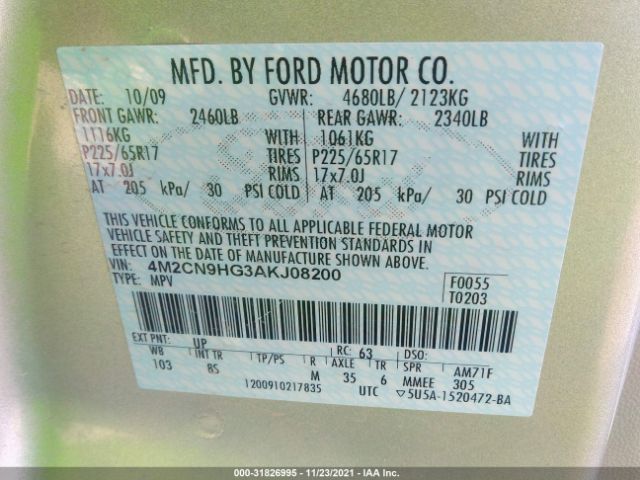 MFD. BY FORD MOTOR CO.
DATE: 10/09 GVWR: 4680LB/ 2123KG
FRONT GAWR: 2460LB REAR GAWR: 2340LB
1116KG WITH 1061KG WITH
P225/65R17 TIRES P225/65R17 TIRES
17x7.0J RIMS 17x7.0J RIMS
AT 205 kPa/ 30 PSI COLD AT 205 kPa/ 30 PSI COLD
THIS VEHICLE CONFORMS TO ALL APPLICABLE FEDERAL MOTOR
VEHICLE SAFETY AND THEFT PREVENTION STANDARDS IN
EFFECT ON THE DATE OF MANUFACTURE SHOWN ABOVE.
VIN: 4M2CN9HG3AKJ08200 F0055
TYPE: MPV T0203
EXT PNT: UP RC: 63 DSO:
WB INT TR TP/PS R AXLE TR SPR AM71F
103 8S M 35 6 MMEE 305
1200910217835 UTC ▽5U5A-1520472-BA
000-31826995 - 11/23/2021 - IAA Inc.